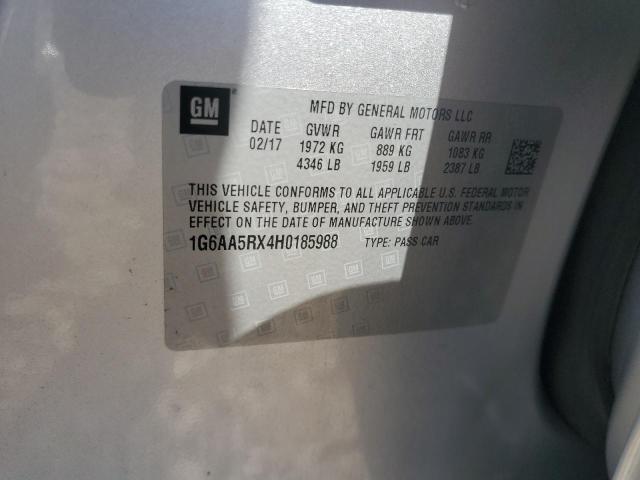 GM
MFD BY GENERAL MOTORS LLC
DATE GVWR GAWR FRT GAWR RR
02/17 1972 KG 889 KG 1083 KG
4346 LB 1959 LB 2387 LB
THIS VEHICLE CONFORMS TO ALL APPLICABLE U.S. FEDERAL MOTOR
VEHICLE SAFETY, BUMPER, AND THEFT PREVENTION STANDARDS IN
EFFECT ON THE DATE OF MANUFACTURE SHOWN ABOVE.
1G6AA5RX4H0185988 TYPE: PASS CAR